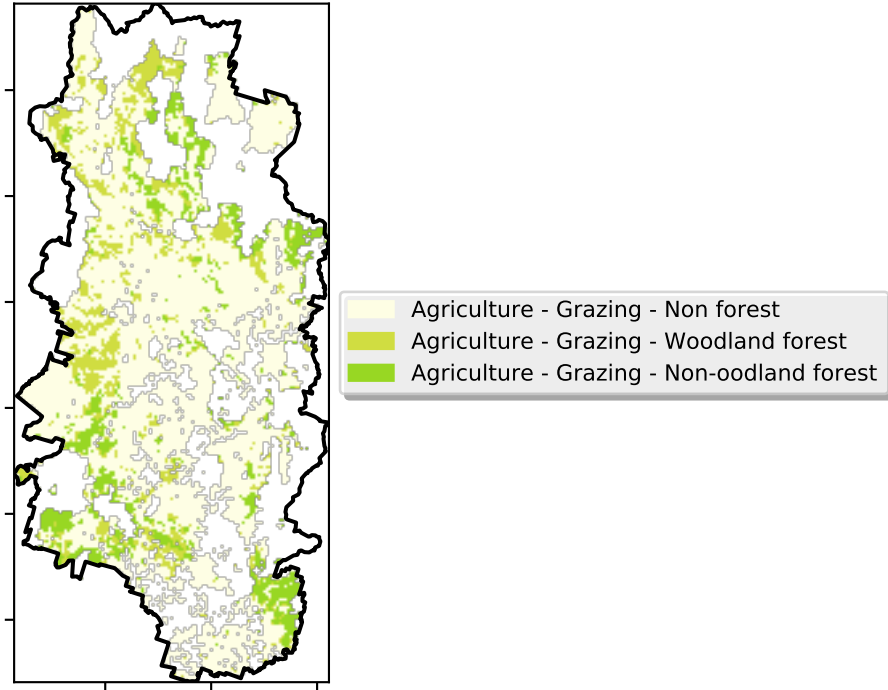 Agriculture - Grazing - Non forest
Agriculture - Grazing - Woodland forest
Agriculture - Grazing - Non-oodland forest